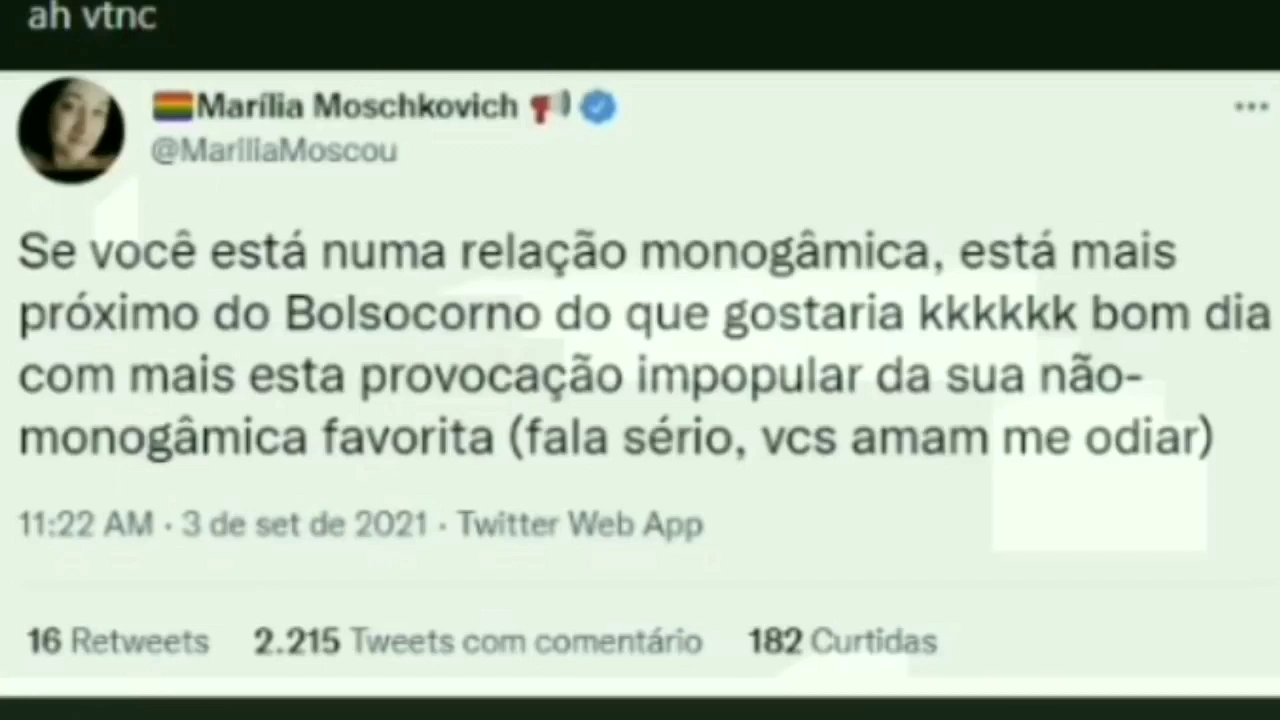 ah vtnc
Marília Moschkovich
@MariliaMoscou
Se você está numa relação monogâmica, está mais
próximo do Bolsocorno do que gostaria kkkkkk bom dia
com mais esta provocação impopular da sua não-
monogâmica favorita (fala sério, vcs amam me odiar)
11:22 AM · 3 de set de 2021 · Twitter Web App
16 Retweets 2.215 Tweets com comentário 182 Curtidas